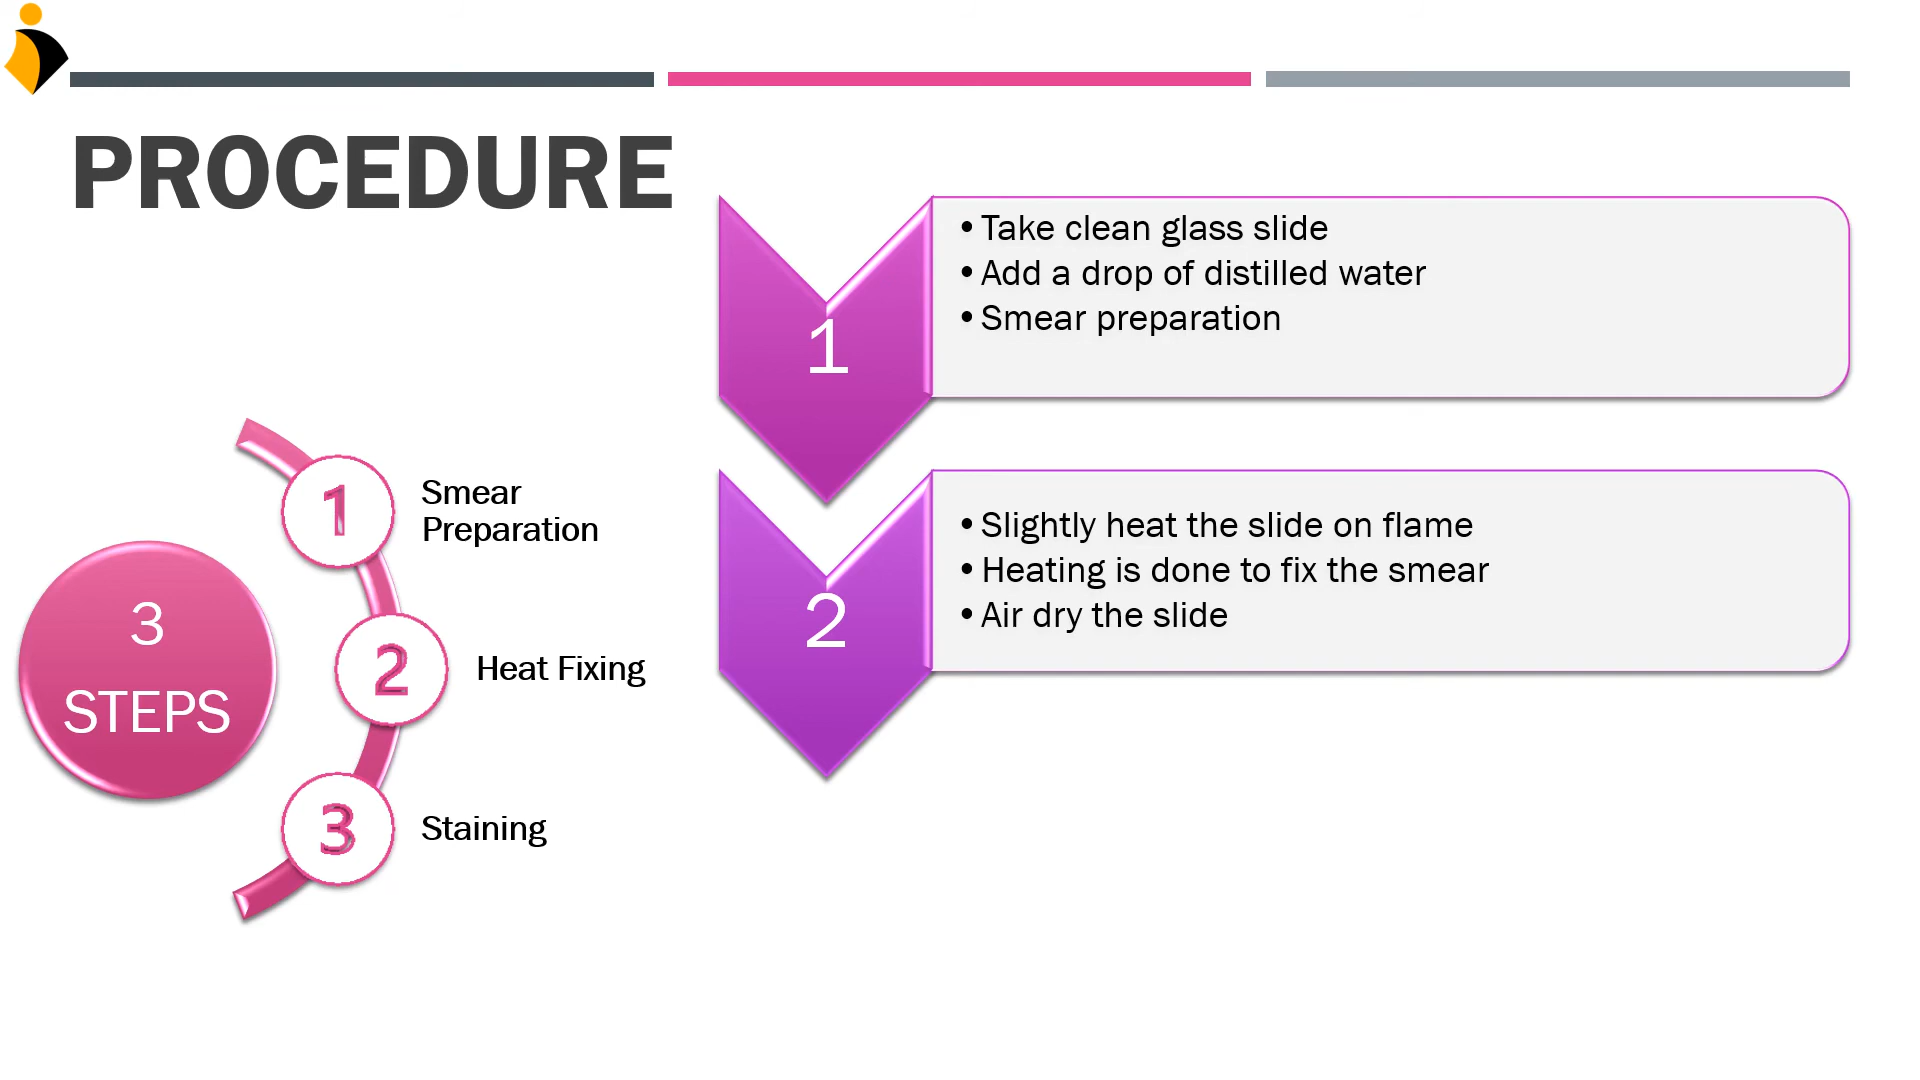 PROCEDURE
3
STEPS
1
Smear
Preparation
2
Heat Fixing
3
Staining
1
• Take clean glass slide
• Add a drop of distilled water
• Smear preparation
2
• Slightly heat the slide on flame
• Heating is done to fix the smear
• Air dry the slide